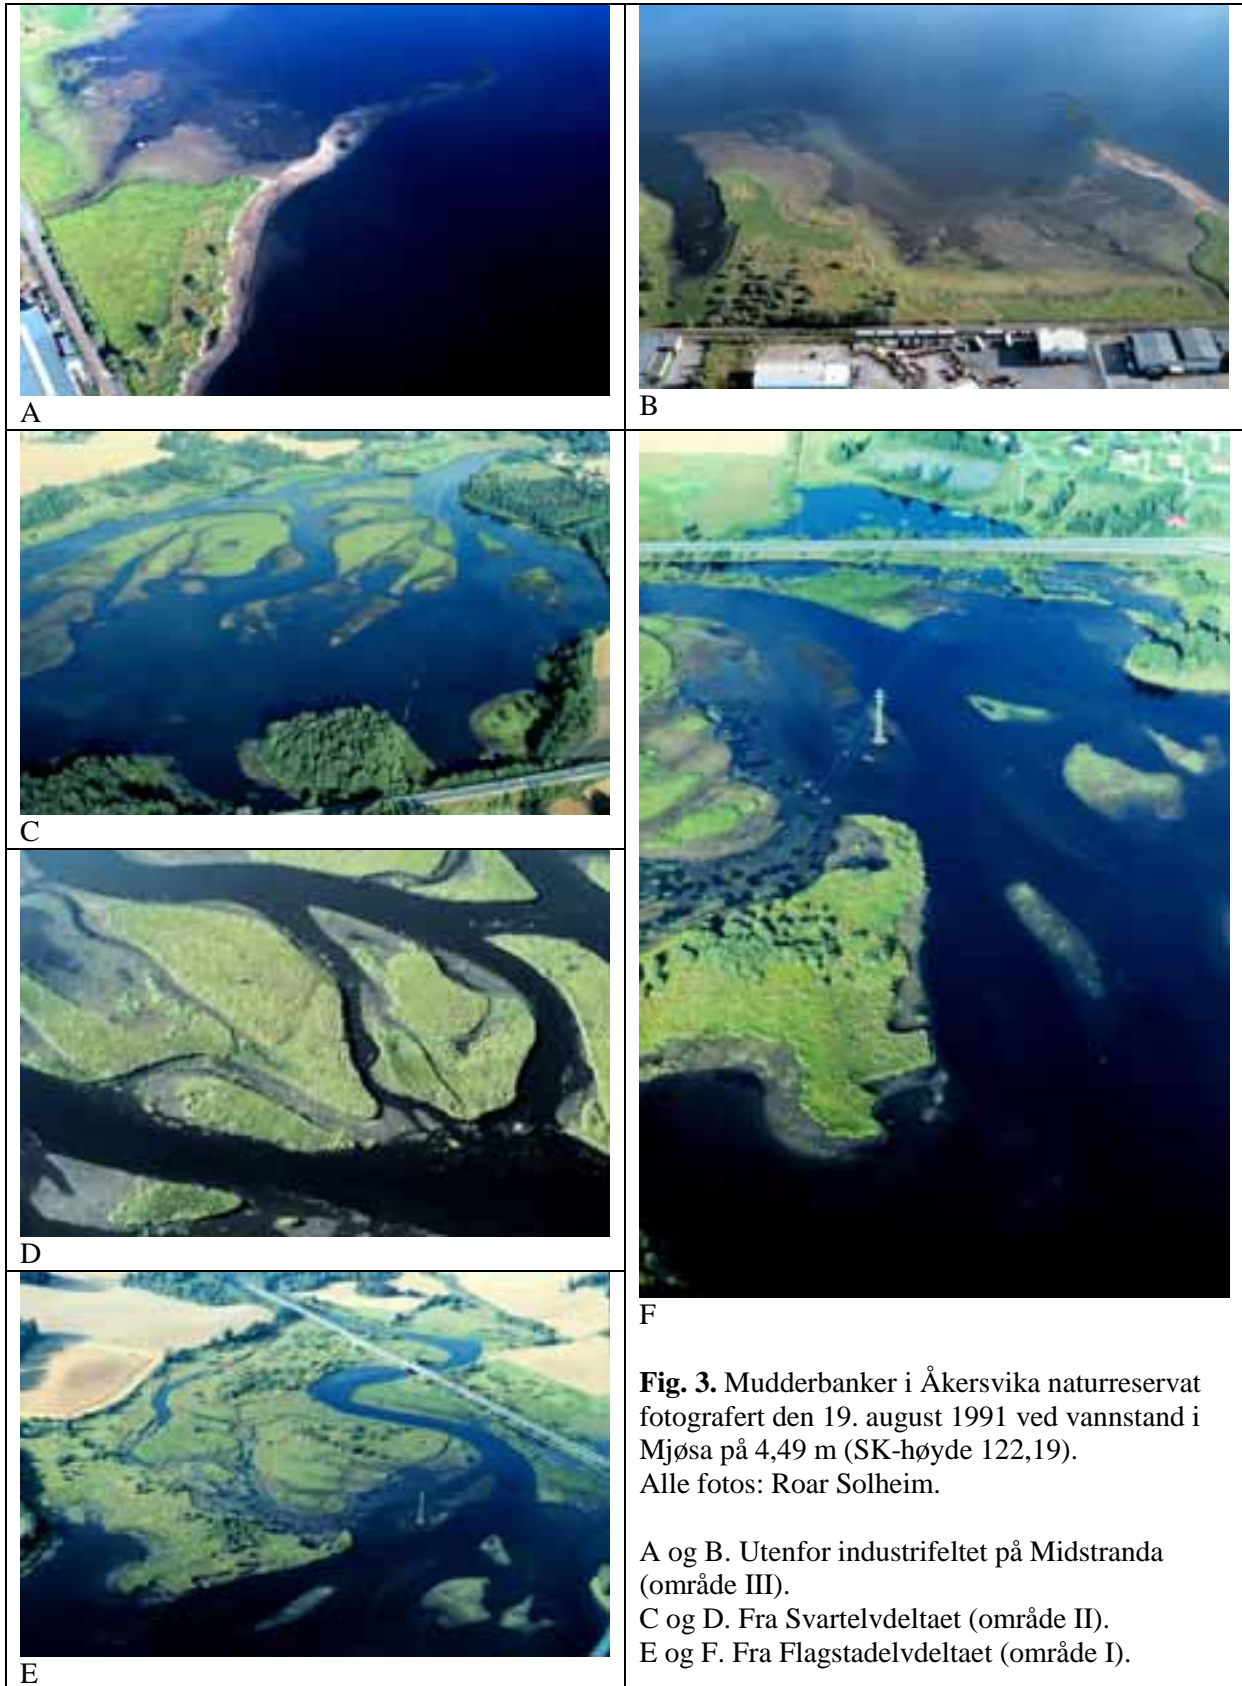 A
B
C
D
E
F
Fig. 3. Mudderbanker i Åkersvika naturreservat
fotografert den 19. august 1991 ved vannstand i
Mjøsa på 4,49 m (SK-høyde 122,19).
Alle fotos: Roar Solheim.
A og B. Utenfor industrifeltet på Midstranda
(område III).
C og D. Fra Svartelvdeltaet (område II).
E og F. Fra Flagstadelvdeltaet (område I).